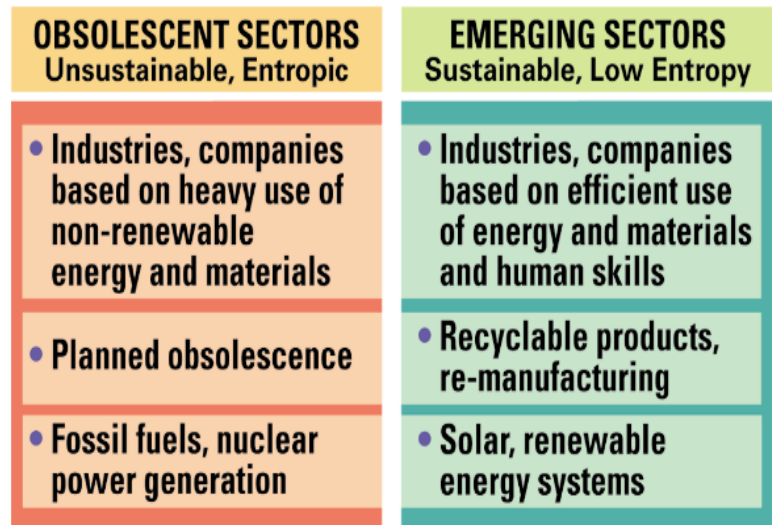 OBSOLESCENT SECTORS
Unsustainable, Entropic
• Industries, companies
based on heavy use of
non-renewable
energy and materials
• Planned obsolescence
• Fossil fuels, nuclear
power generation
EMERGING SECTORS
Sustainable, Low Entropy
• Industries, companies
based on efficient use
of energy and materials
and human skills
• Recyclable products,
re-manufacturing
• Solar, renewable
energy systems